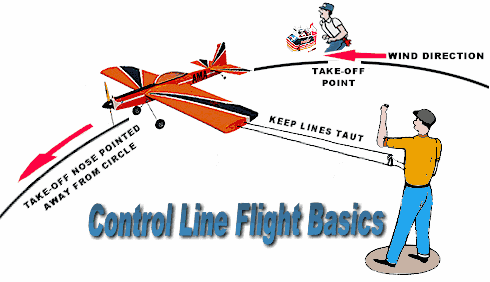 WIND DIRECTION
TAKE-OFF
POINT
AMA
KEEP LINES TAUT
TAKE-OFF NOSE POINTED
AWAY FROM CIRCLE
Control Line Flight Basics